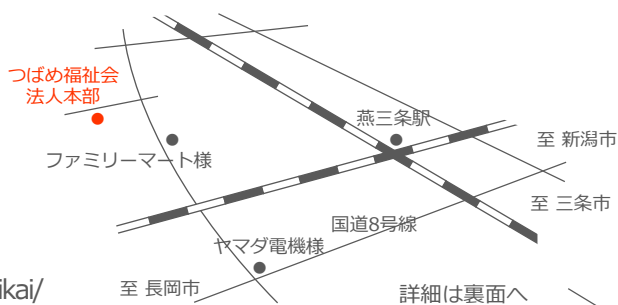 つばめ福祉会
法人本部
燕三条駅
至 新潟市
ファミリーマート様
至 三条市
国道8号線
ヤマダ電機様
ikai/
至 長岡市
詳細は裏面へ